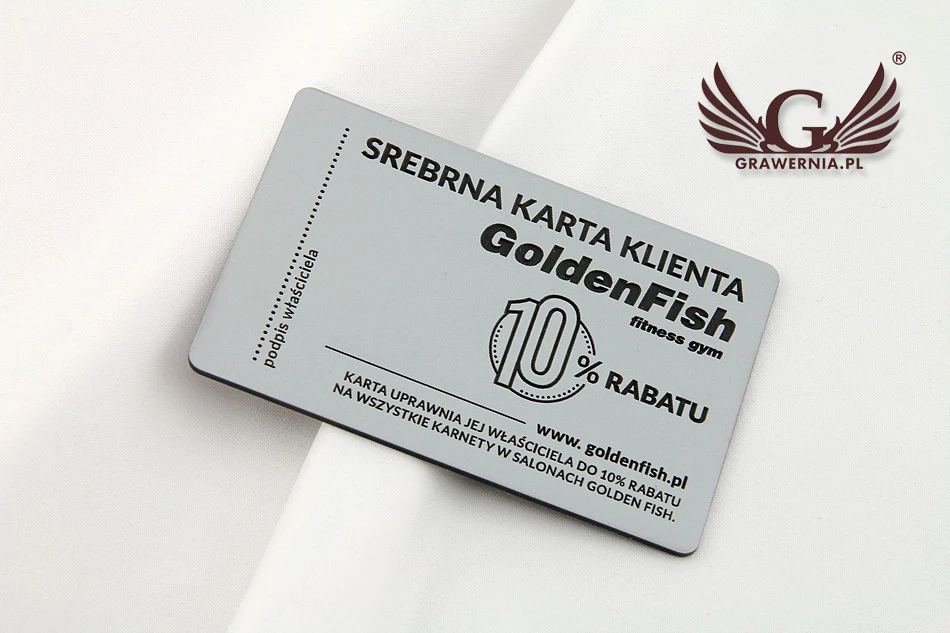 SREBRNA KARTA KLIENTA
GoldenFish
fitness gym
10% RABATU
www. goldenfish.pl
KARTA UPRAWNIA JEJ WŁAŚCICIELA DO 10% RABATU
NA WSZYSTKIE KARNETY W SALONACH GOLDEN FISH.
podpis właściciela
G
®
GRAWERNIA.PL